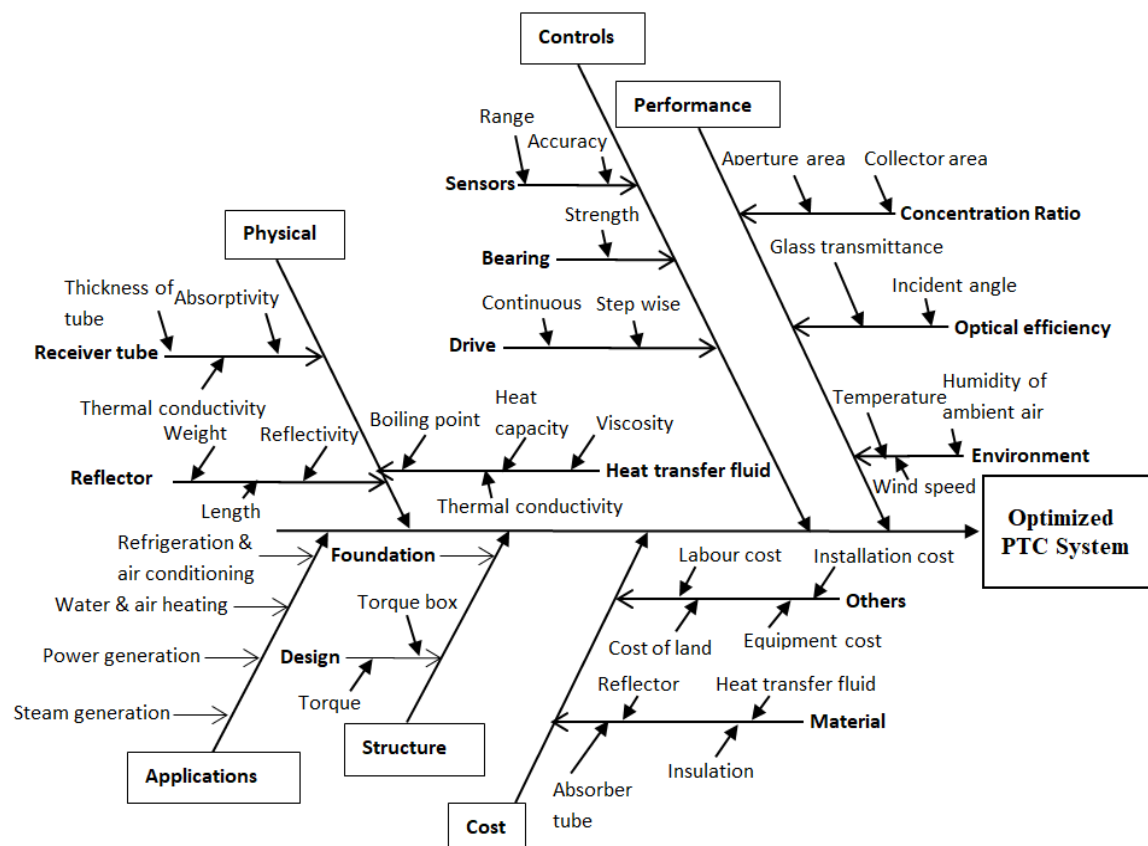 Controls
Performance
Range
Accuracy
Sensors
Aperture area
Collector area
Concentration Ratio
Strength
Bearing
Physical
Glass transmittance
Incident angle
Optical efficiency
Thickness of
tube
Absorptivity
Receiver tube
Thermal conductivity
Continuous
Step wise
Drive
Weight
Reflectivity
Reflector
Length
Boiling point
Heat
capacity
Viscosity
Heat transfer fluid
Thermal conductivity
Temperature
Humidity of
ambient air
Environment
Wind speed
Optimized
PTC System
Refrigeration &
air conditioning
Water & air heating
Power generation
Steam generation
Applications
Foundation
Torque box
Design
Torque
Structure
Labour cost
Installation cost
Others
Cost of land
Equipment cost
Reflector
Heat transfer fluid
Material
Insulation
Absorber
tube
Cost